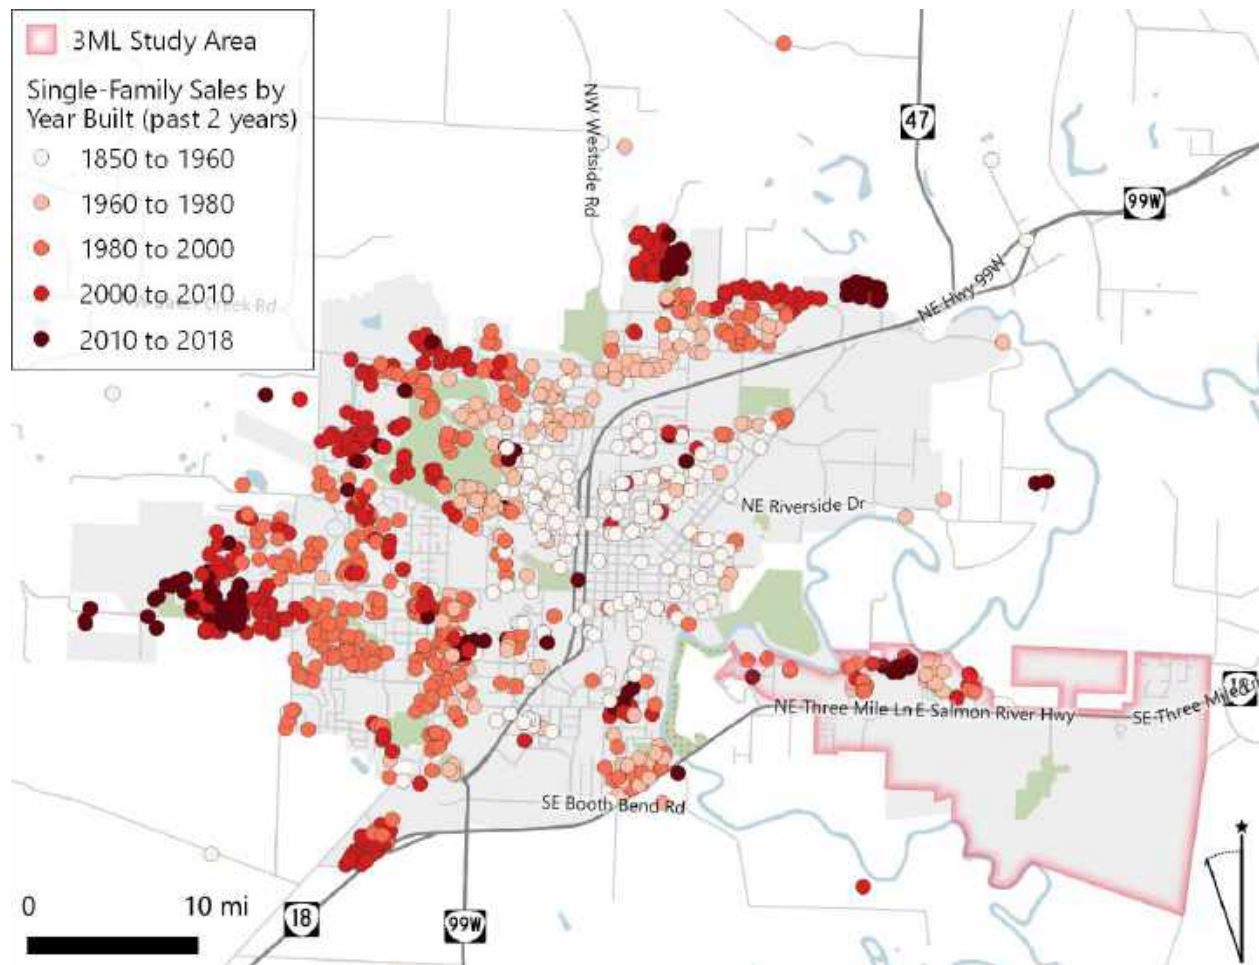 3ML Study Area
Single-Family Sales by
Year Built (past 2 years)
1850 to 1960
1960 to 1980
1980 to 2000
2000 to 2010
2010 to 2018
Creek Rd
NW Westside Rd
47
99W
NE Hwy 99W
NE Riverside Dr
NE Three Mile Ln
E Salmon River Hwy
SE Three Mile
18
SE Booth Bend Rd
0 10 mi
18
99W